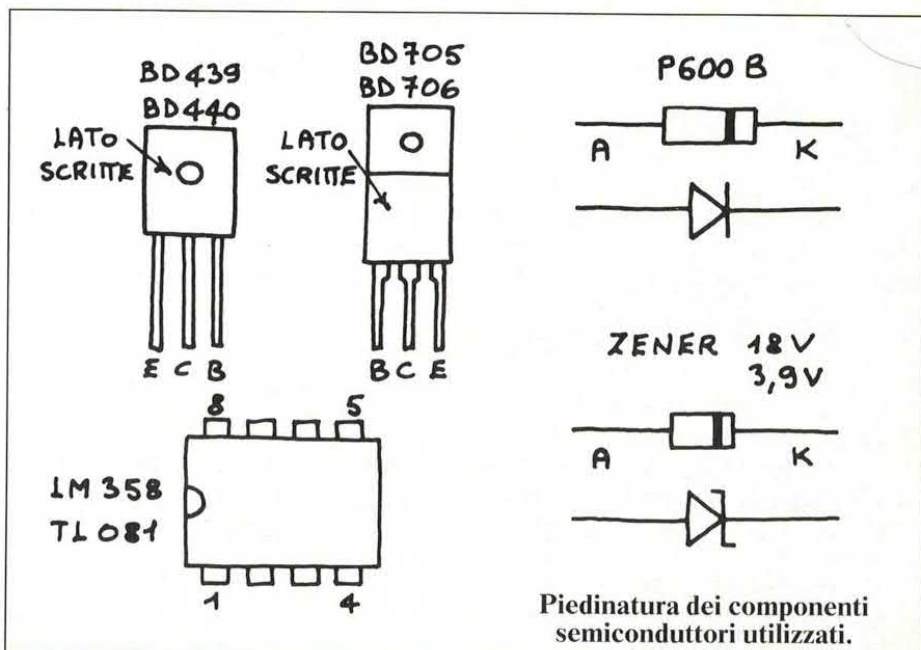 BD439
BD440
LATO
SCRITTE
E C B
BD705
BD706
LATO
SCRITTE
B C E
P600 B
A K
ZENER 18V
3,9V
A K
8 5
LM358
TL081
1 4
Piedinatura dei componenti
semiconduttori utilizzati.